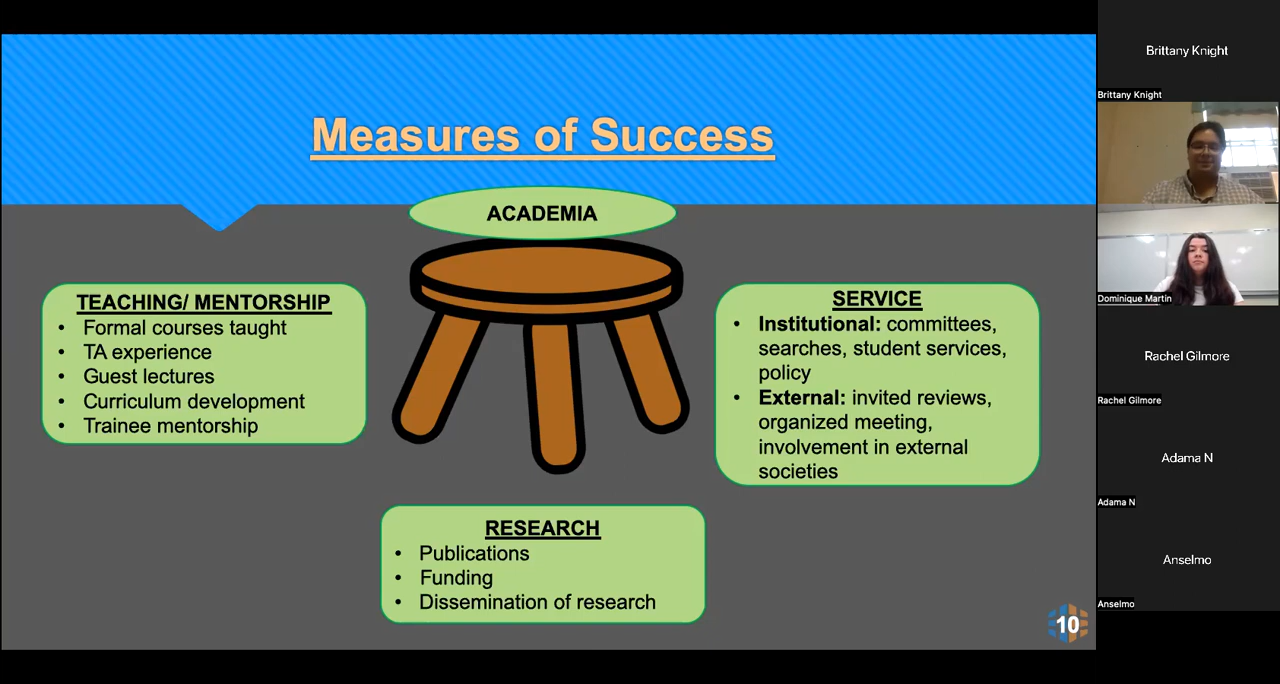 Measures of Success
ACADEMIA
TEACHING/ MENTORSHIP
• Formal courses taught
• TA experience
• Guest lectures
• Curriculum development
• Trainee mentorship
SERVICE
• Institutional: committees,
searches, student services,
policy
• External: invited reviews,
organized meeting,
involvement in external
societies
RESEARCH
• Publications
• Funding
• Dissemination of research
10
Brittany Knight
Brittany Knight
Dominique Martin
Rachel Gilmore
Rachel Gilmore
Adama N
Adama N
Anselmo
Anselmo